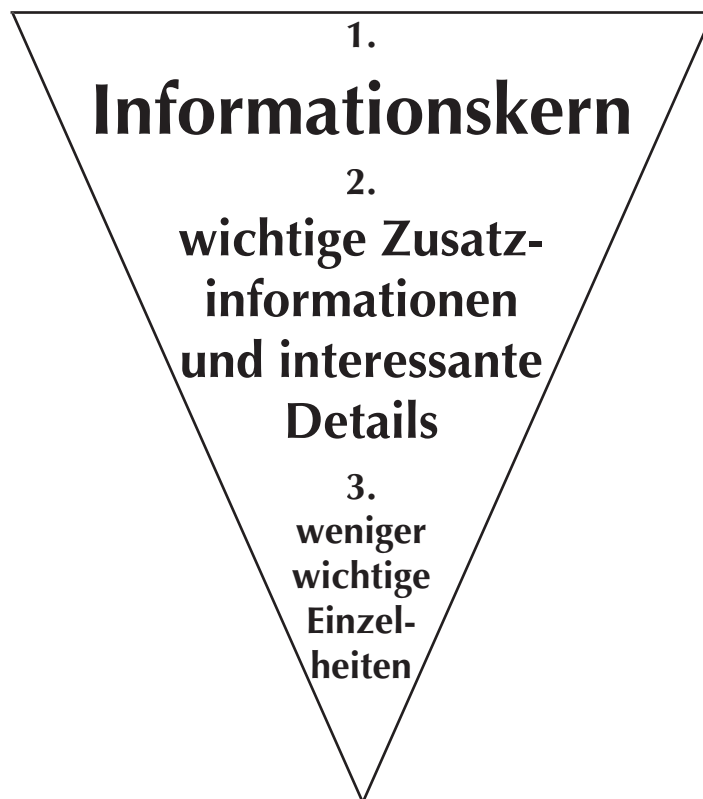 1.
Informationskern
2.
wichtige Zusatz-
informationen
und interessante
Details
3.
weniger
wichtige
Einzel-
heiten